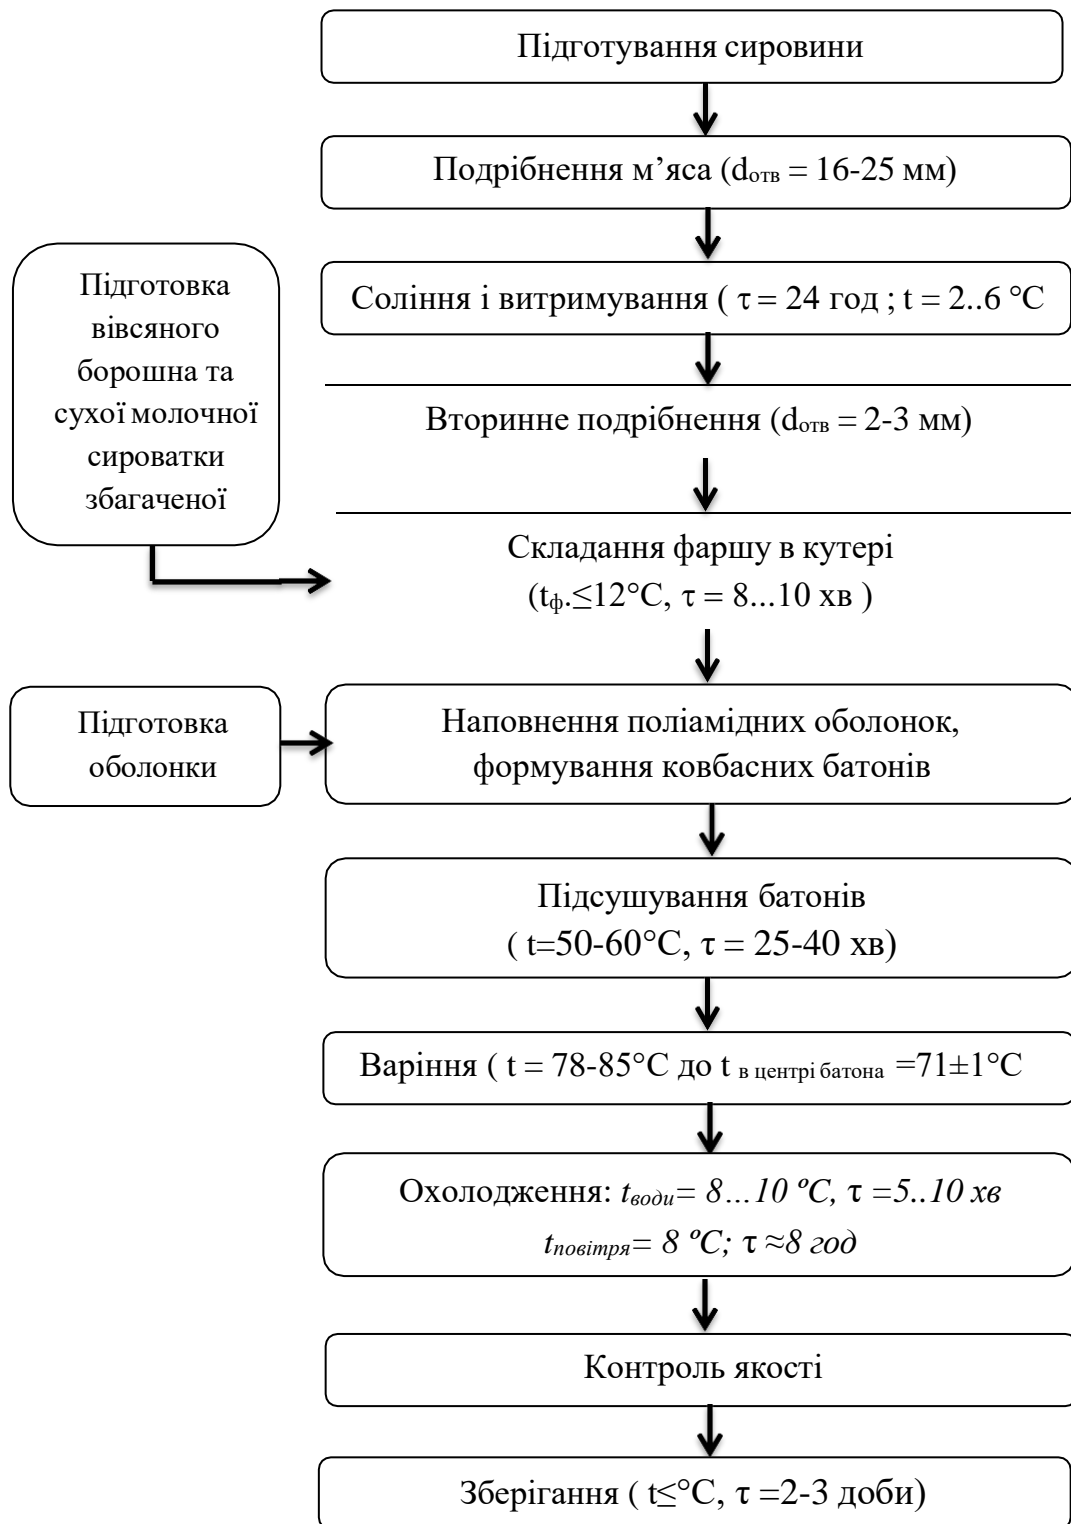 Підготування сировини
Подрібнення м’яса (dотв = 16-25 мм)
Соління і витримування ( τ = 24 год ; t = 2..6 °C
Підготовка
вівсяного
борошна та
сухої молочної
сироватки
збагаченої
Вторинне подрібнення (dотв = 2-3 мм)
Складання фаршу в кутері
(tф.≤12°C, τ = 8...10 хв )
Підготовка
оболонки
Наповнення поліамідних оболонок,
формування ковбасних батонів
Підсушування батонів
( t=50-60°C, τ = 25-40 хв)
Варіння ( t = 78-85°C до t в центрі батона =71±1°C
Охолодження: tводи= 8...10 ºC, τ =5..10 хв
tповітря= 8 ºC; τ ≈8 год
Контроль якості
Зберігання ( t≤°C, τ =2-3 доби)